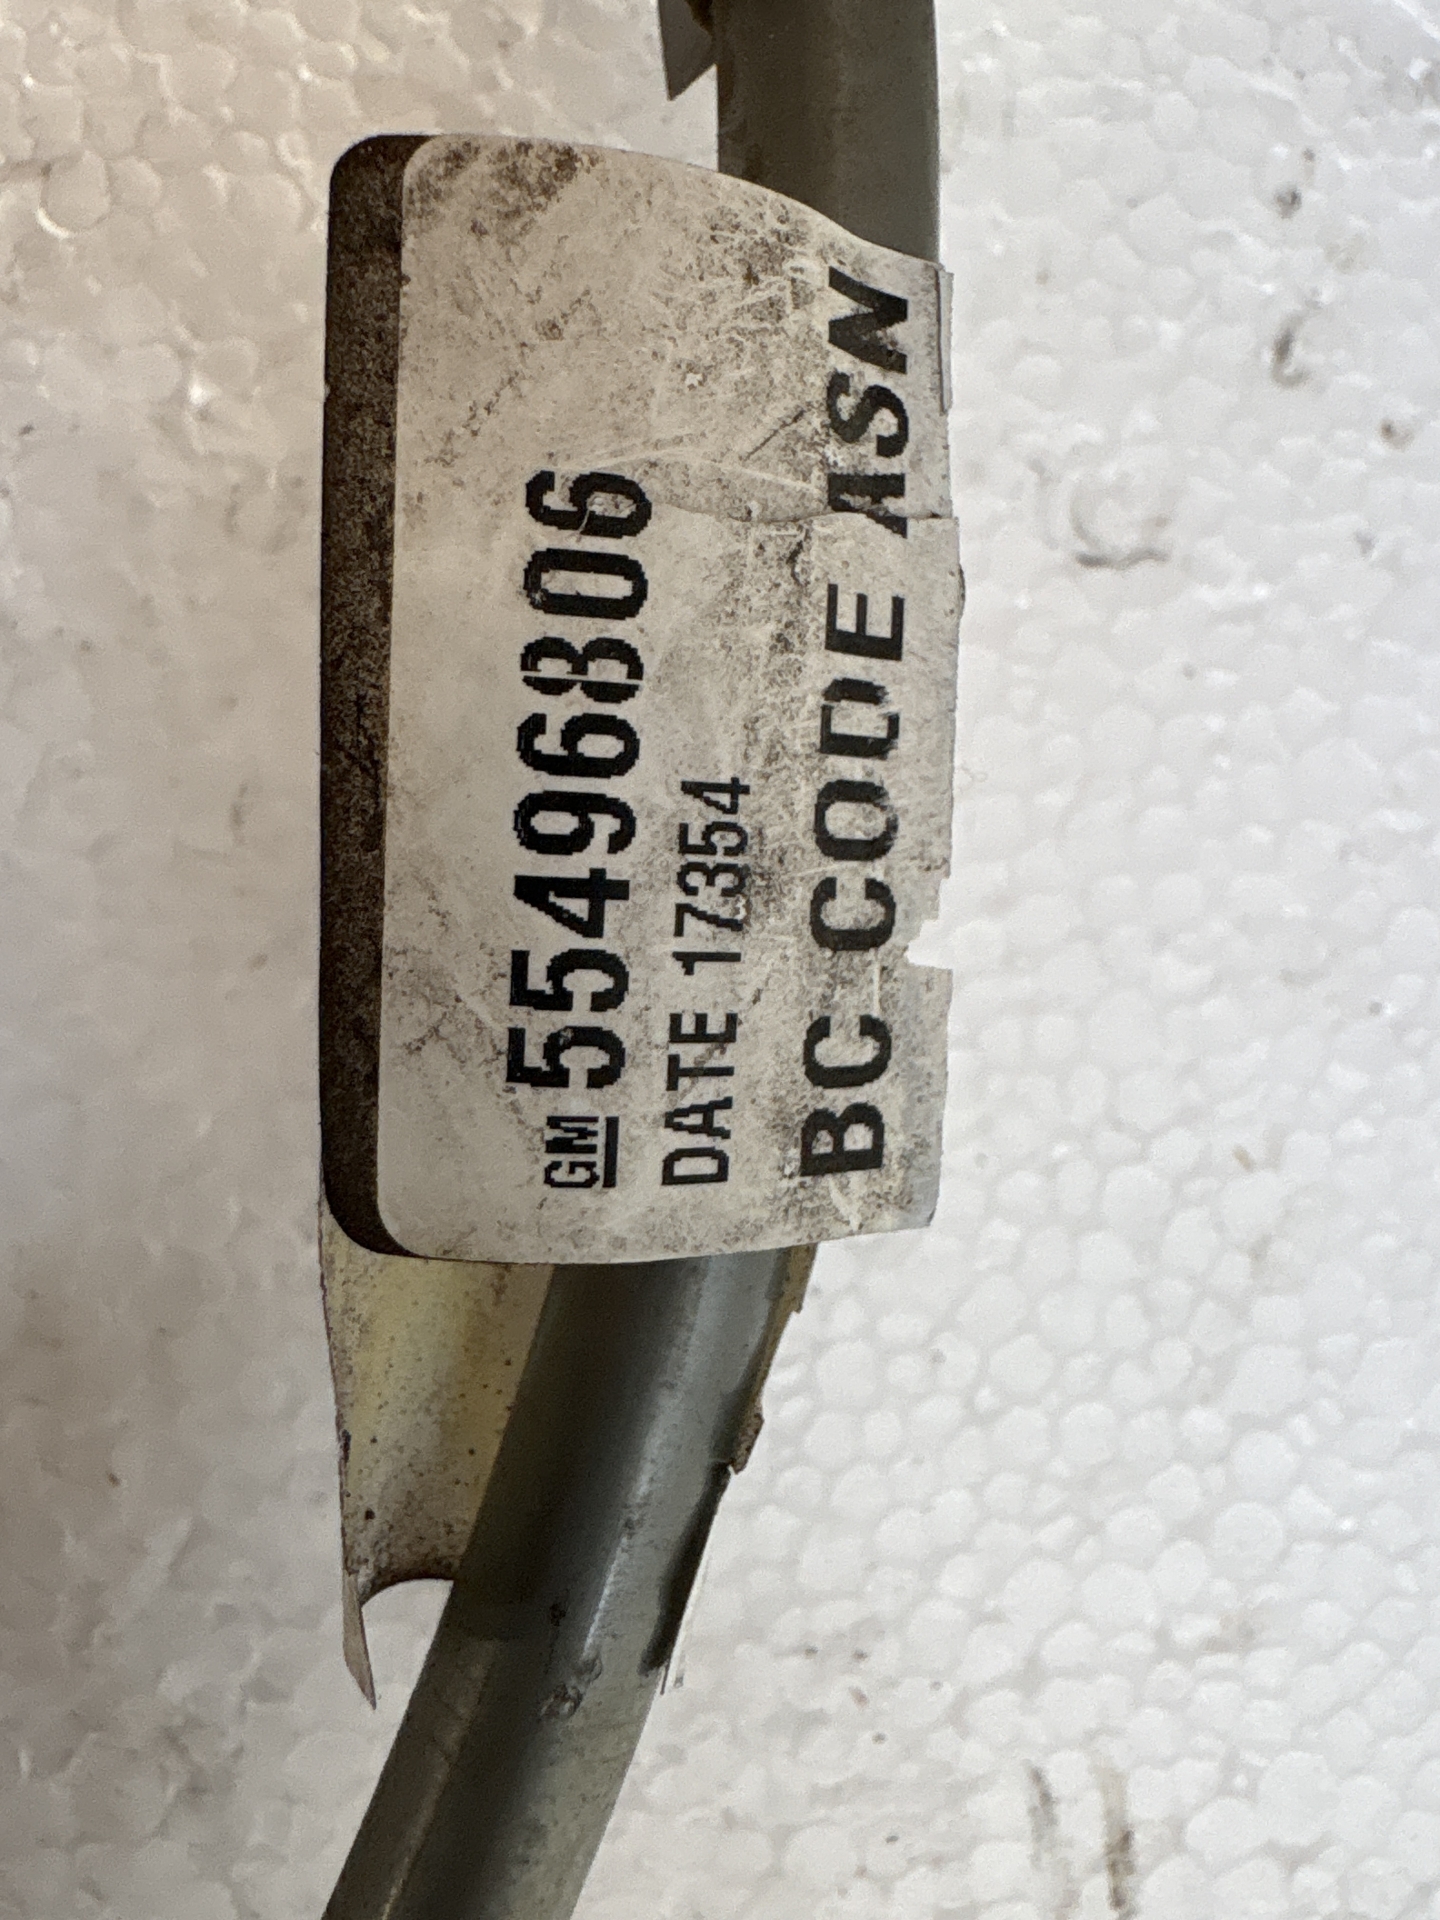 GM 55496806
DATE 17354
BC CODE ASN